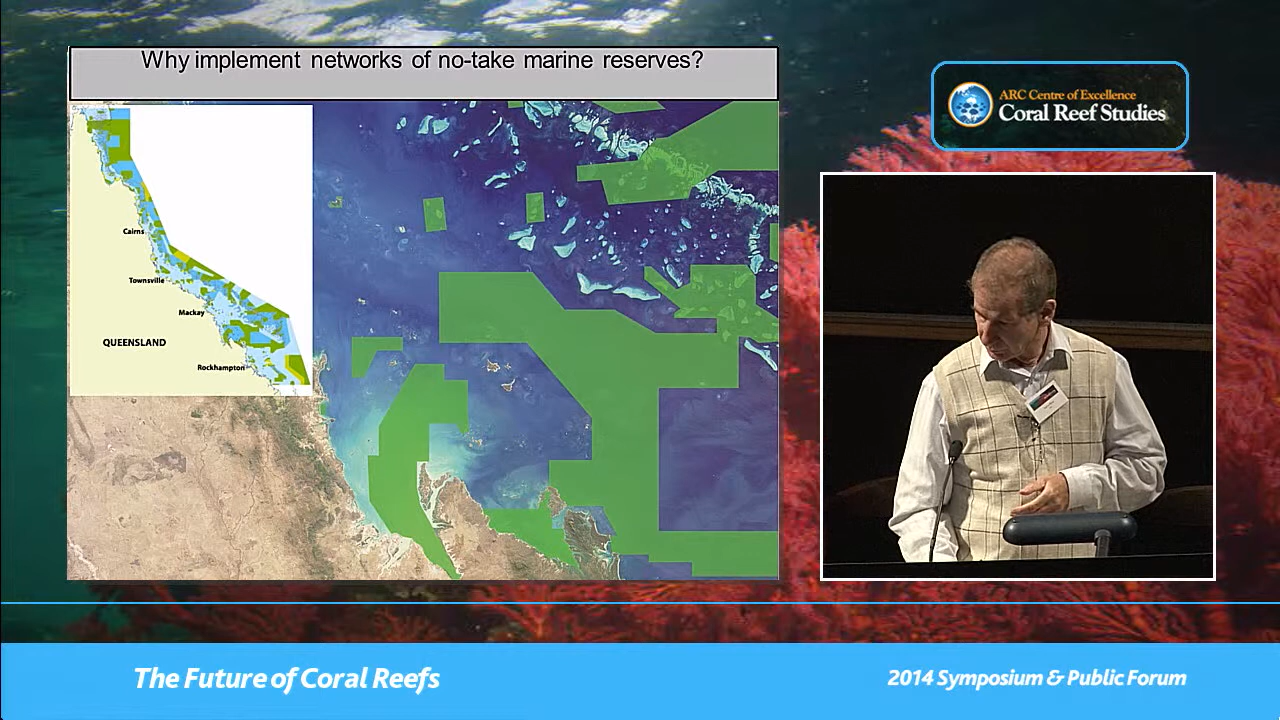 Why implement networks of no-take marine reserves?
Cairns
Townsville
Mackay
QUEENSLAND
Rockhampton
ARC Centre of Excellence
Coral Reef Studies
The Future of Coral Reefs
2014 Symposium & Public Forum